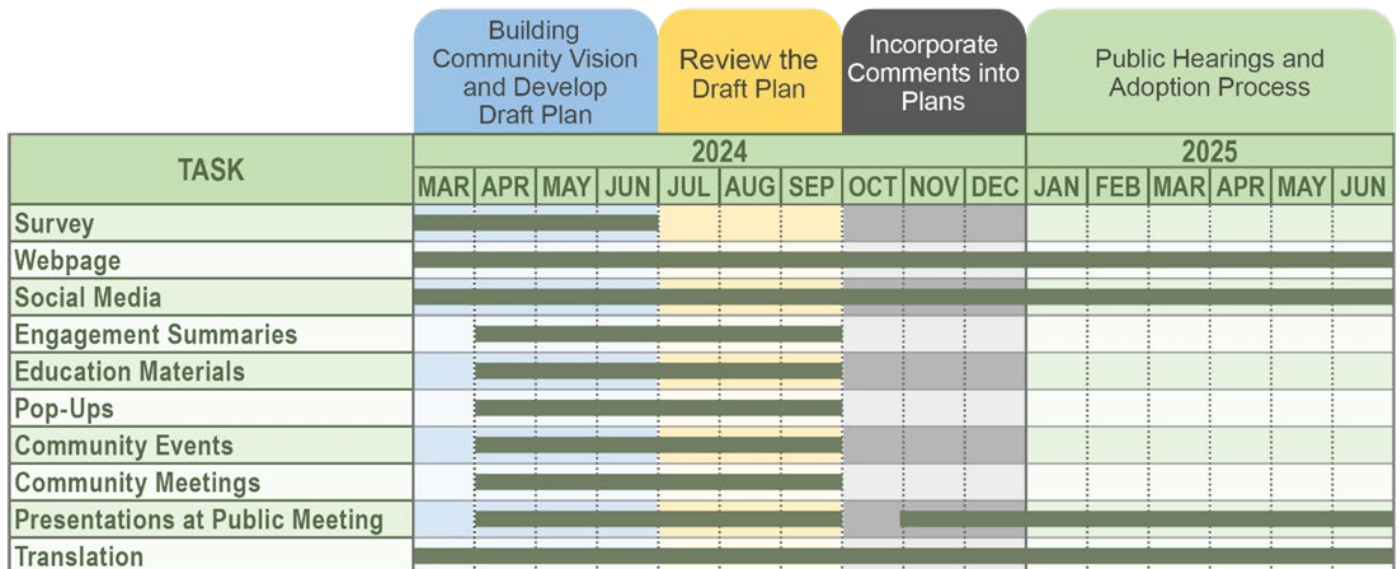 Building
Community Vision
and Develop
Draft Plan
Review the
Draft Plan
Incorporate
Comments into
Plans
Public Hearings and
Adoption Process
TASK
2024
2025
MAR APR MAY JUN JUL AUG SEP OCT NOV DEC JAN FEB MAR APR MAY JUN
Survey
Webpage
Social Media
Engagement Summaries
Education Materials
Pop-Ups
Community Events
Community Meetings
Presentations at Public Meeting
Translation